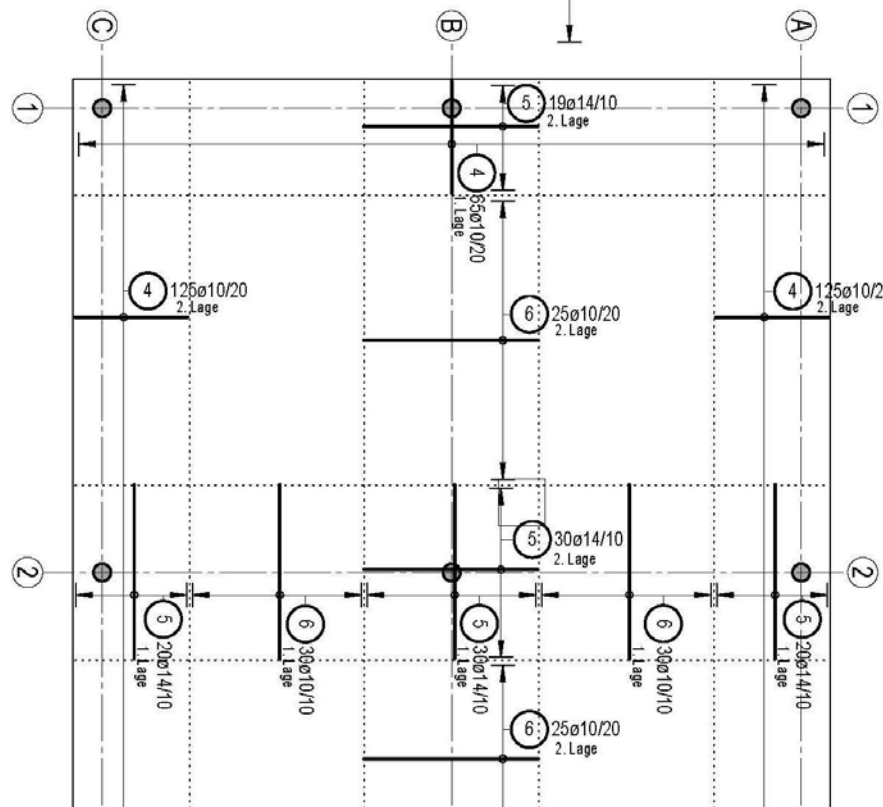 C
B
A
1
1
5 19ø14/10
2. Lage
4 65ø10/20
1. Lage
4 125ø10/20
2. Lage
4 125ø10/2
2. Lage
6 25ø10/20
2. Lage
5 30ø14/10
2. Lage
2
2
5 20ø14/10
1. Lage
6 30ø10/10
1. Lage
5 30ø14/10
1. Lage
6 30ø10/10
1. Lage
5 20ø14/10
1. Lage
6 25ø10/20
2. Lage